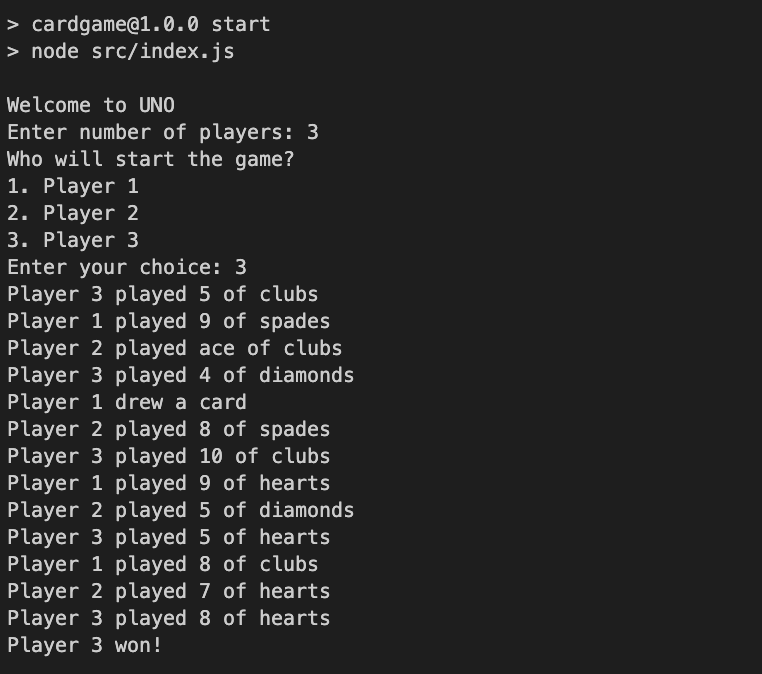 > cardgame@1.0.0 start
> node src/index.js
Welcome to UNO
Enter number of players: 3
Who will start the game?
1. Player 1
2. Player 2
3. Player 3
Enter your choice: 3
Player 3 played 5 of clubs
Player 1 played 9 of spades
Player 2 played ace of clubs
Player 3 played 4 of diamonds
Player 1 drew a card
Player 2 played 8 of spades
Player 3 played 10 of clubs
Player 1 played 9 of hearts
Player 2 played 5 of diamonds
Player 3 played 5 of hearts
Player 1 played 8 of clubs
Player 2 played 7 of hearts
Player 3 played 8 of hearts
Player 3 won!